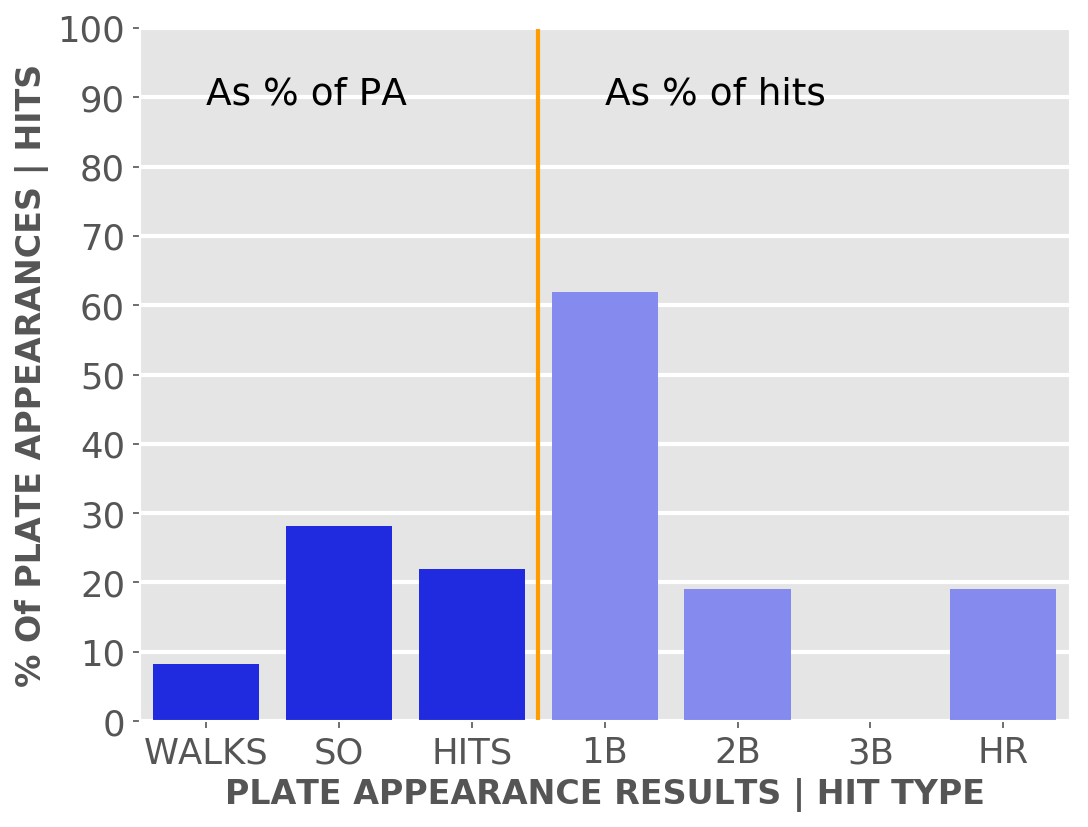 As % of PA
As % of hits
% Of PLATE APPEARANCES | HITS
100
90
80
70
60
50
40
30
20
10
0
WALKS SO HITS 1B 2B 3B HR
PLATE APPEARANCE RESULTS | HIT TYPE